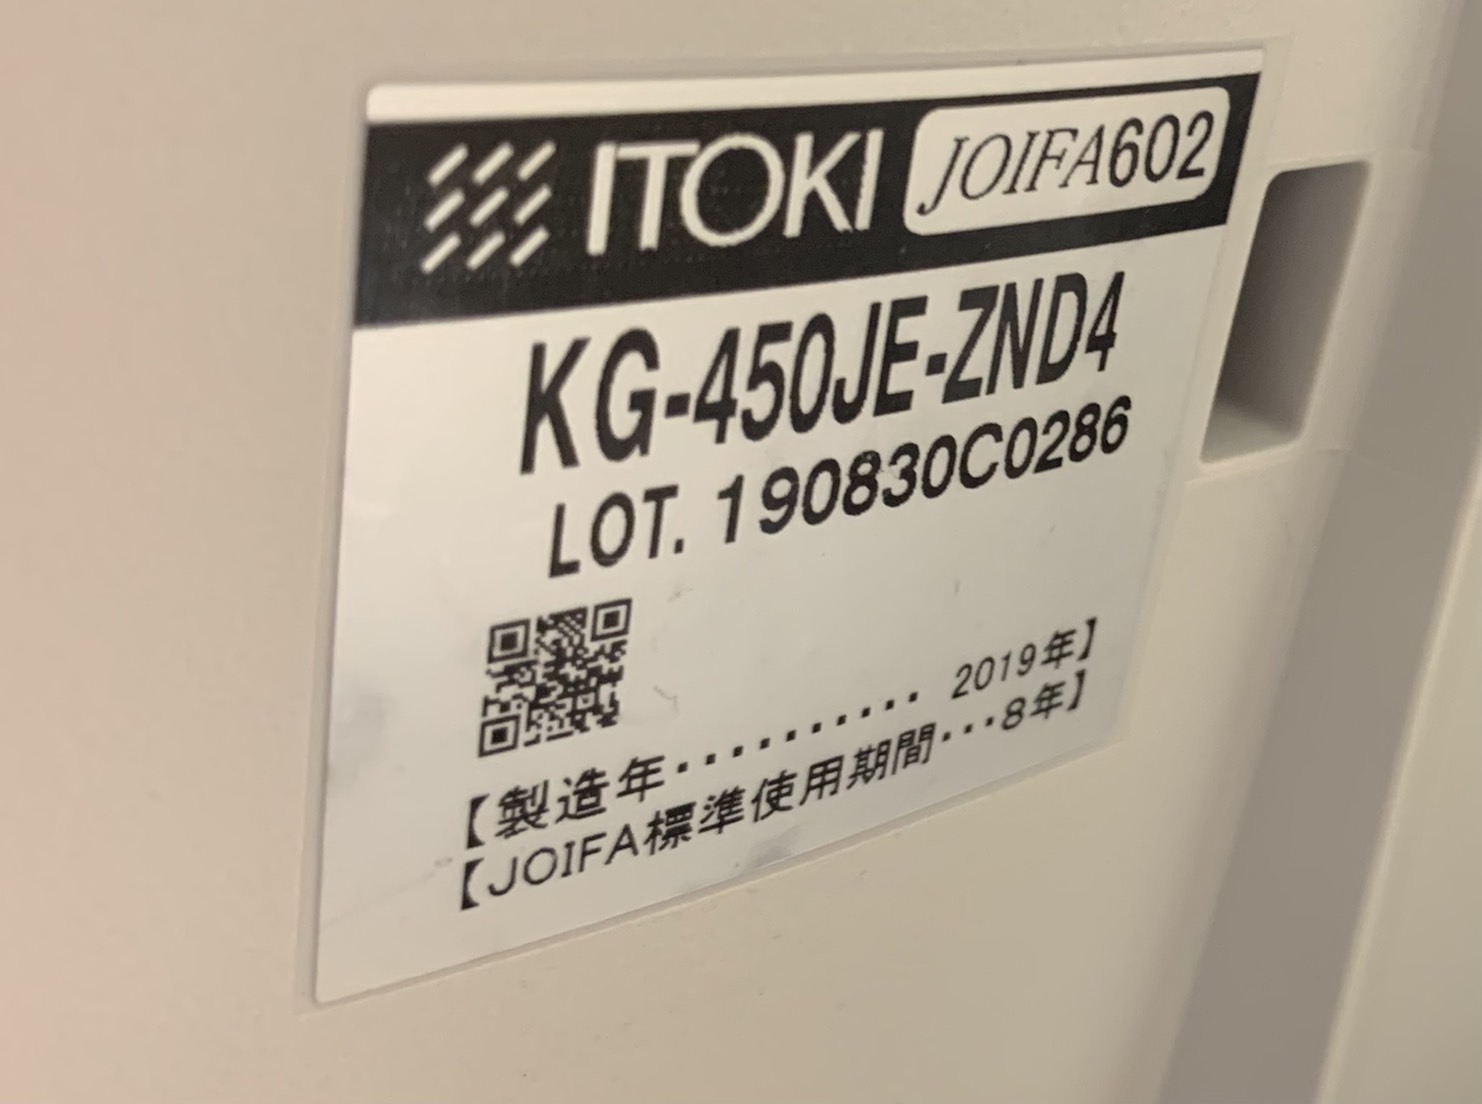 ITOKI JOIFA602
KG-450JE-ZND4
LOT. 190830C0286
【製造年・・・・・・・・・・・ 2019年】
【JOIFA標準使用期間・・・8年】